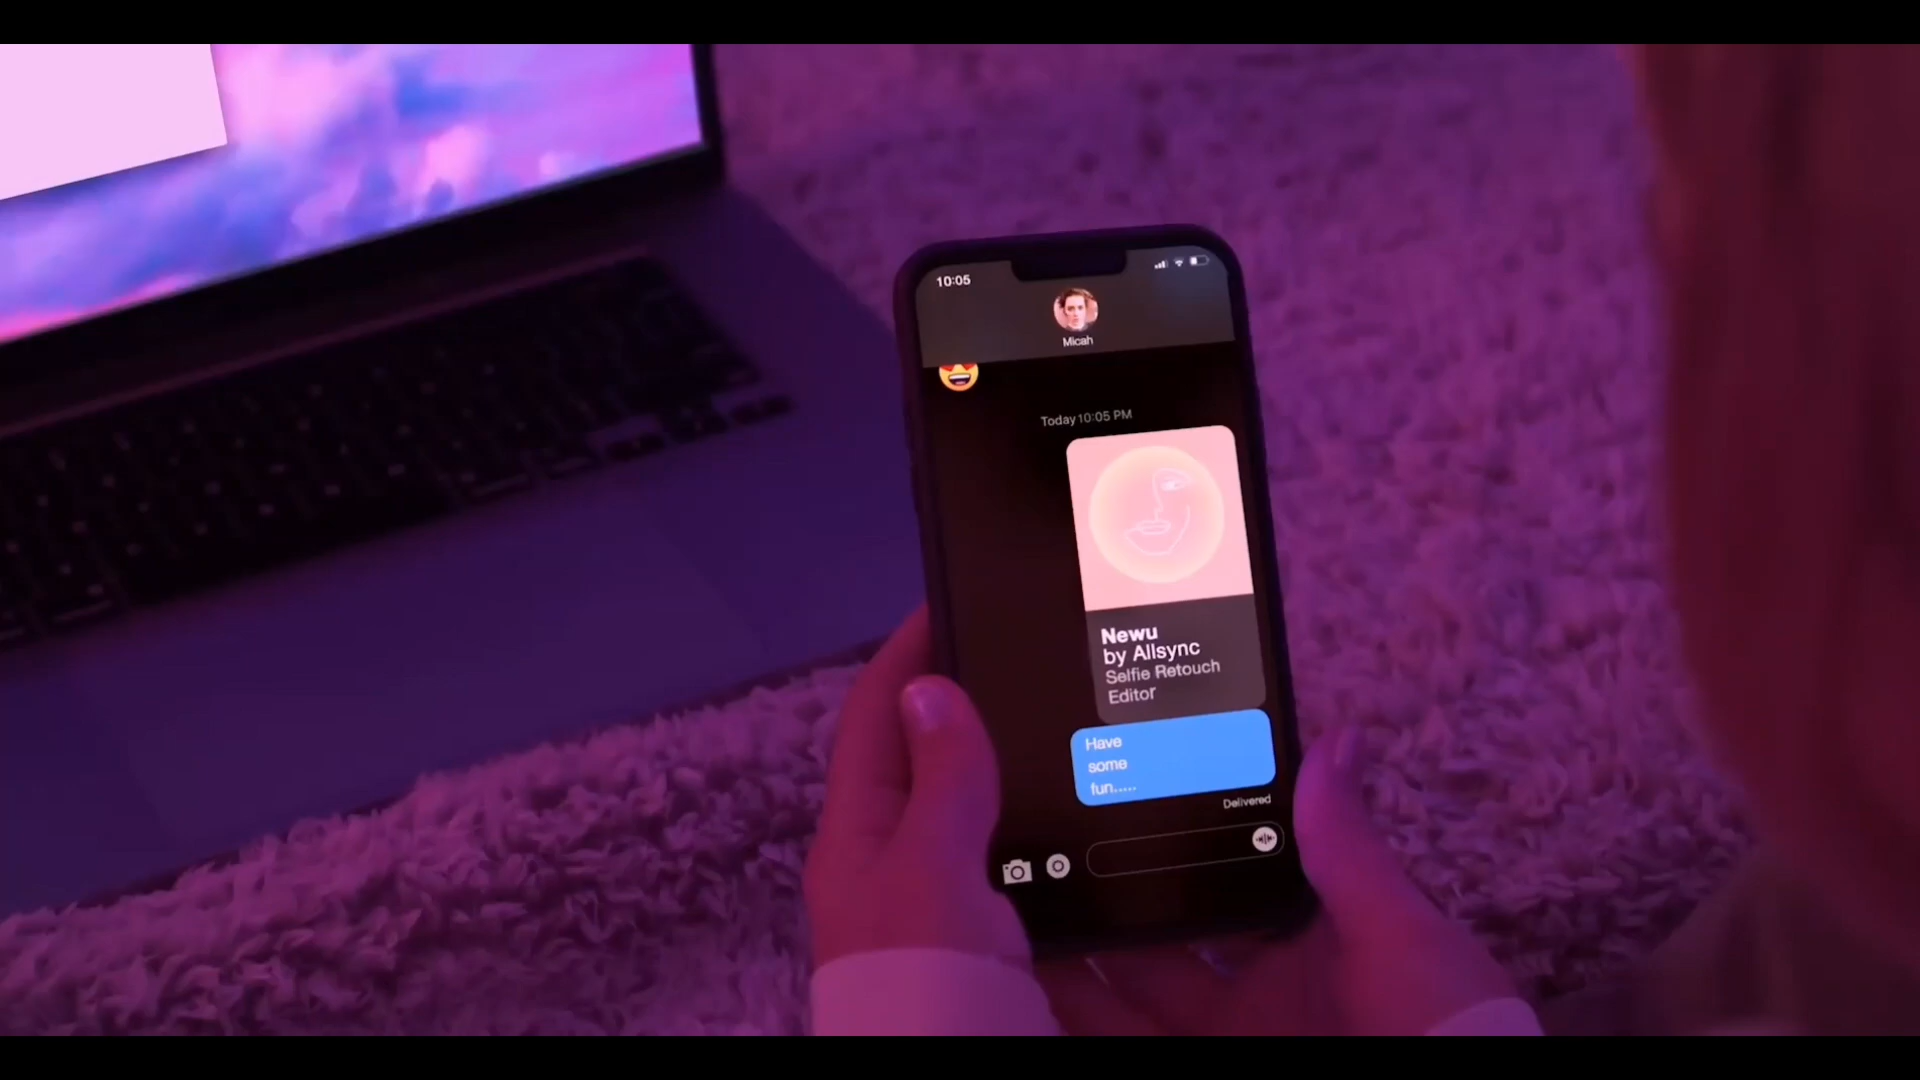 10:05
Micah
Today 10:05 PM
Newu
by Allsync
Selfie Retouch
Editor
Have
some
fun.....
Delivered